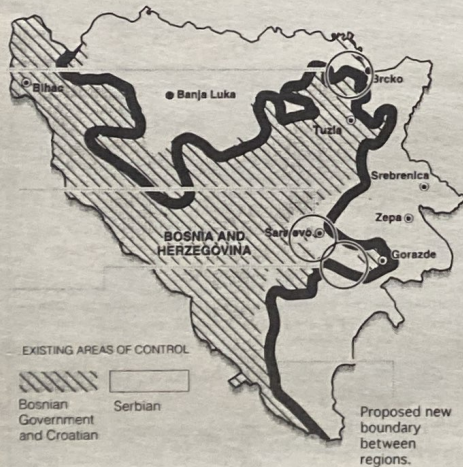 Brcko
Bihac
Banja Luka
Tuzla
Srebrenica
Zepa
Sarajevo
BOSNIA AND
HERZEGOVINA
Gorazde
EXISTING AREAS OF CONTROL
Bosnian
Government
and Croatian
Serbian
Proposed new
boundary
between
regions.